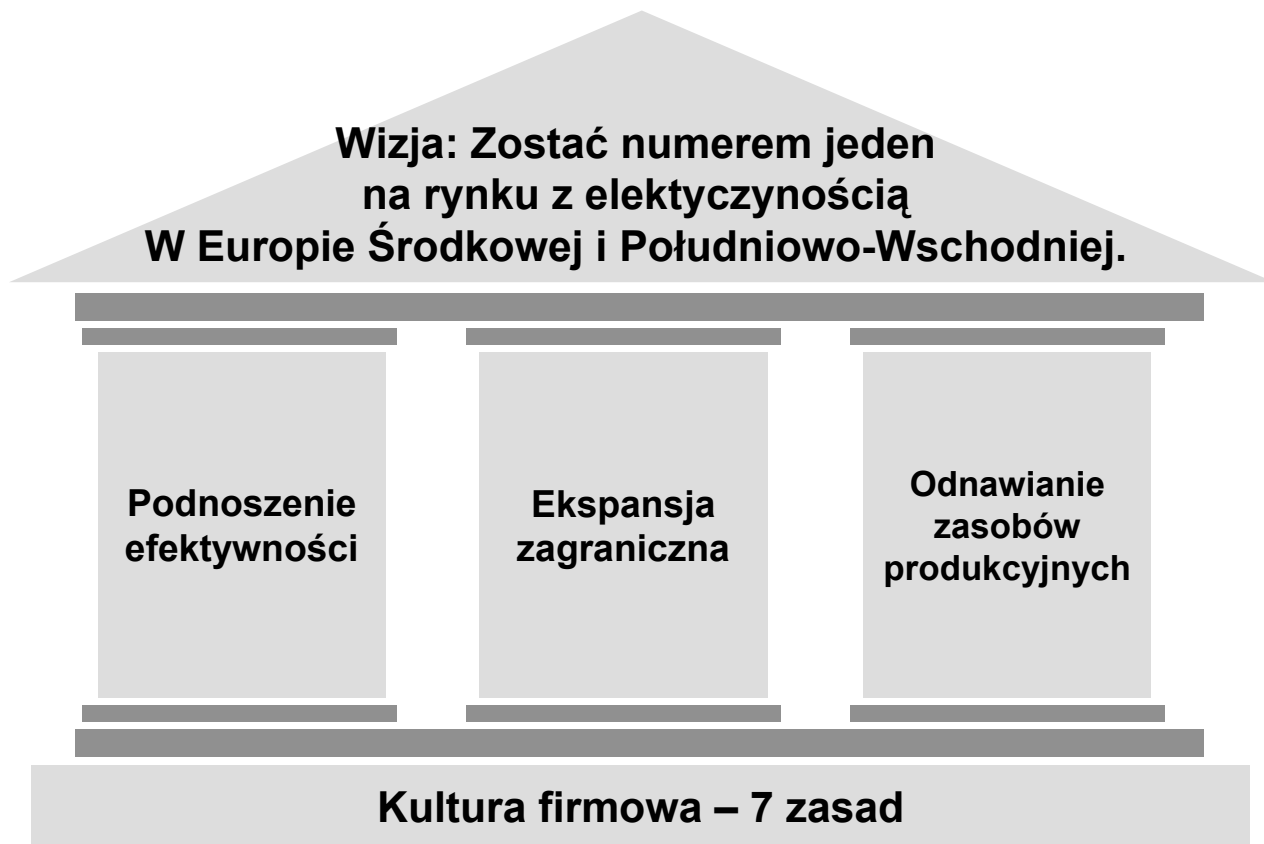 Wizja: Zostać numerem jeden
na rynku z elektyczynością
W Europie Środkowej i Południowo-Wschodniej.
Podnoszenie
efektywności
Ekspansja
zagraniczna
Odnawianie
zasobów
produkcyjnych
Kultura firmowa – 7 zasad